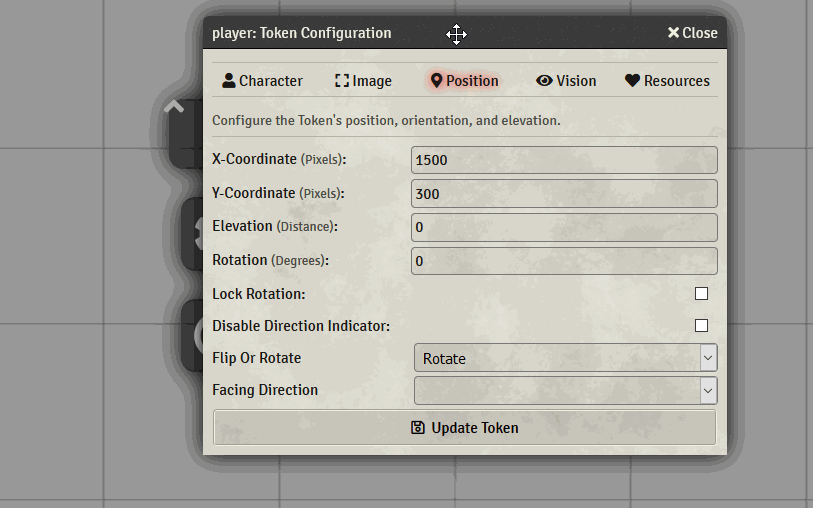 player: Token Configuration Close
Character Image Position Vision Resources
Configure the Token's position, orientation, and elevation.
X-Coordinate (Pixels): 1500
Y-Coordinate (Pixels): 300
Elevation (Distance): 0
Rotation (Degrees): 0
Lock Rotation:
Disable Direction Indicator:
Flip Or Rotate Rotate
Facing Direction
Update Token